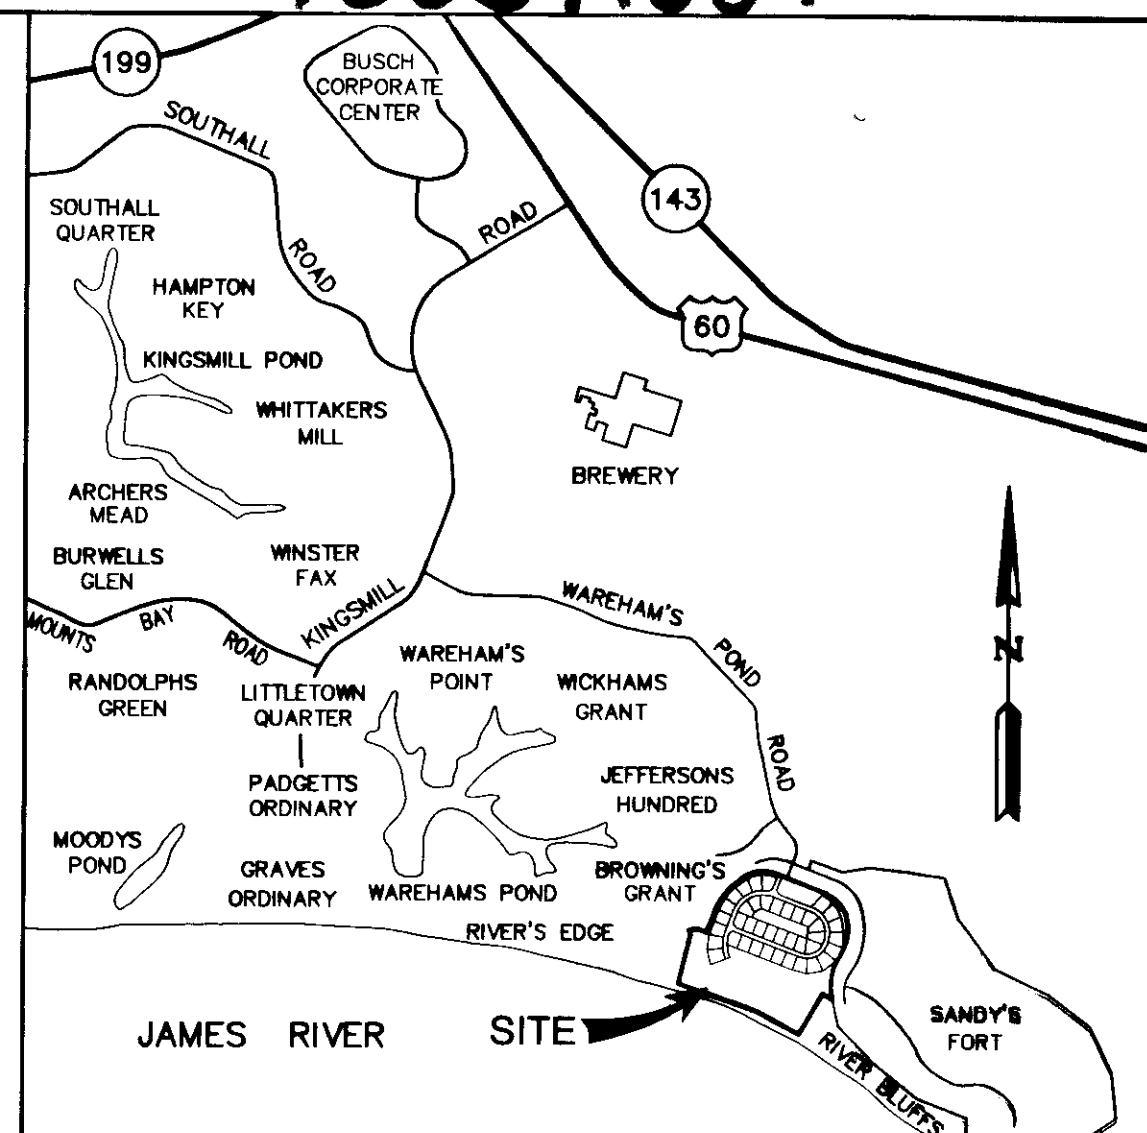 199
BUSCH
CORPORATE
CENTER
SOUTHALL
ROAD
143
ROAD
SOUTHALL
QUARTER
HAMPTON
KEY
60
KINGSMILL POND
WHITTAKERS
MILL
BREWERY
ARCHERS
MEAD
BURWELLS
GLEN
WINSTER
FAX
KINGSMILL
WAREHAM'S
POND
ROAD
MOUNTS
BAY
ROAD
WAREHAM'S
POINT
WICKHAMS
GRANT
N
RANDOLPHS
GREEN
LITTLETOWN
QUARTER
PADGETTS
ORDINARY
JEFFERSONS
HUNDRED
MOODYS
POND
GRAVES
ORDINARY
WAREHAMS POND
BROWNING'S
GRANT
RIVER'S EDGE
JAMES RIVER
SITE
SANDY'S
FORT
RIVER BLUFFS